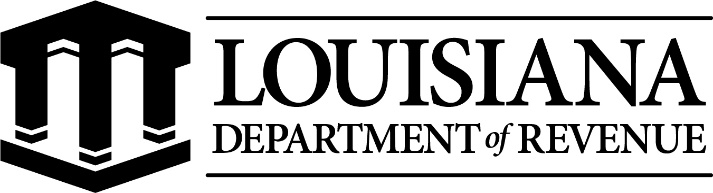 LOUISIANA
DEPARTMENT of REVENUE